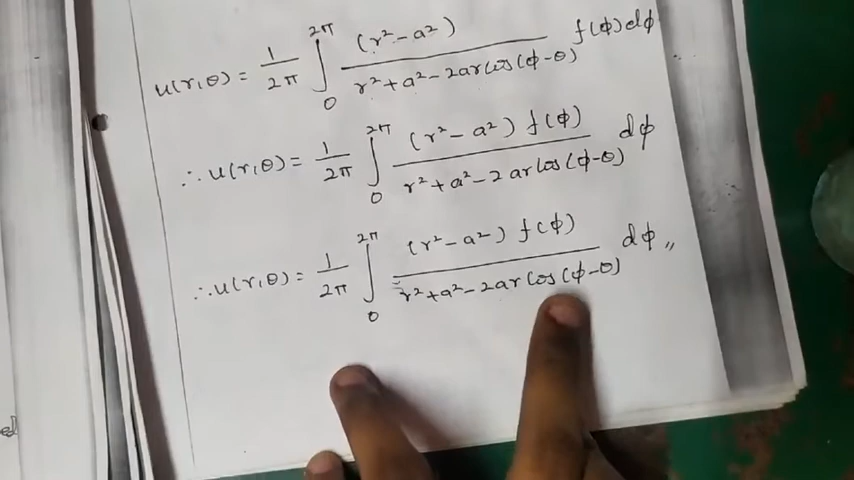 u(r,θ) = 1/2π ∫₀^2π (r² - a²) / r² + a² - 2ar cos(ϕ-θ) f(ϕ) dϕ
∴ u(r,θ) = 1/2π ∫₀^2π (r² - a²) f(ϕ) / r² + a² - 2ar cos(ϕ-θ) dϕ
∴ u(r,θ) = 1/2π ∫₀^2π (r² - a²) f(ϕ) / r² + a² - 2ar cos(ϕ-θ) dϕ //